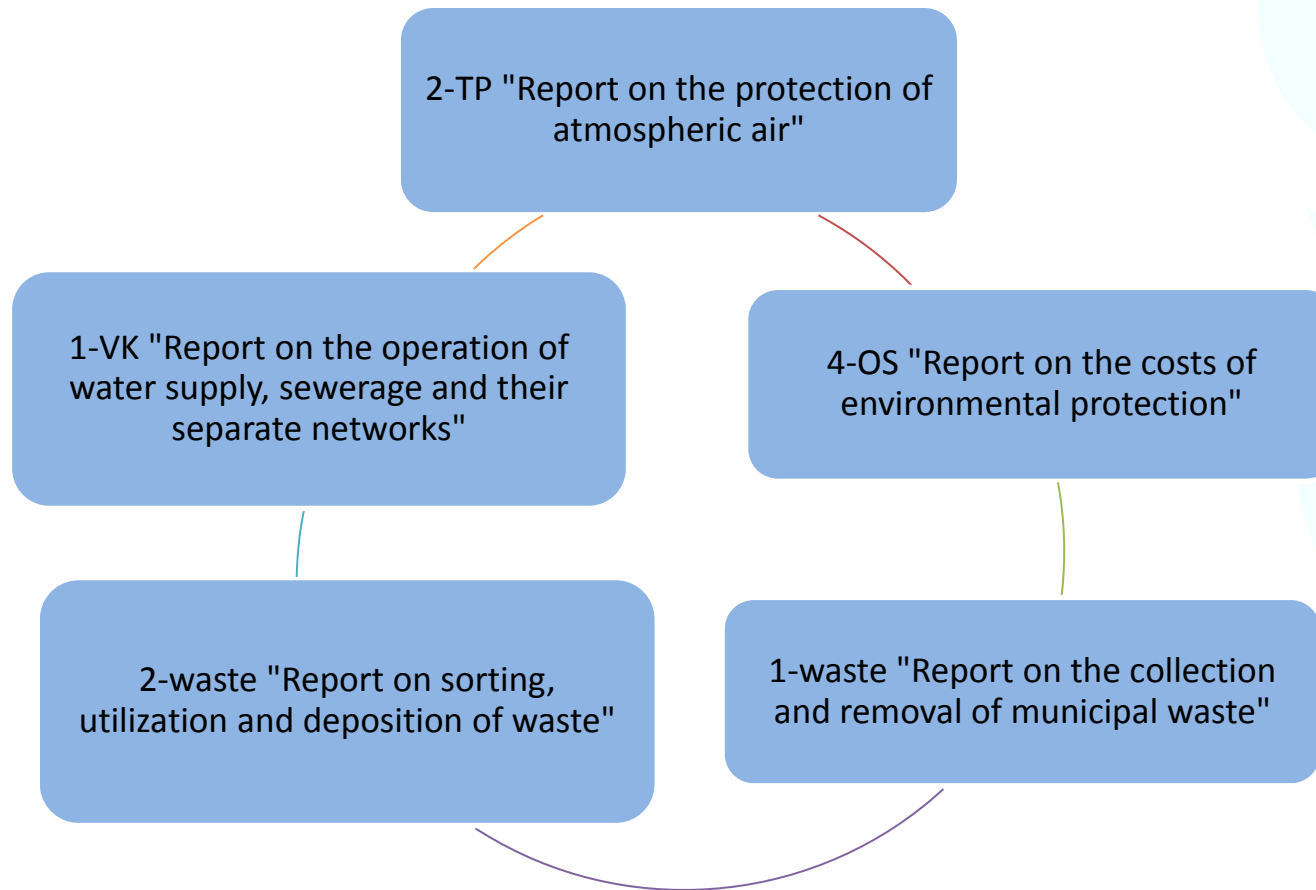 2-TP "Report on the protection of
atmospheric air"
1-VK "Report on the operation of
water supply, sewerage and their
separate networks"
4-OS "Report on the costs of
environmental protection"
2-waste "Report on sorting,
utilization and deposition of waste"
1-waste "Report on the collection
and removal of municipal waste"